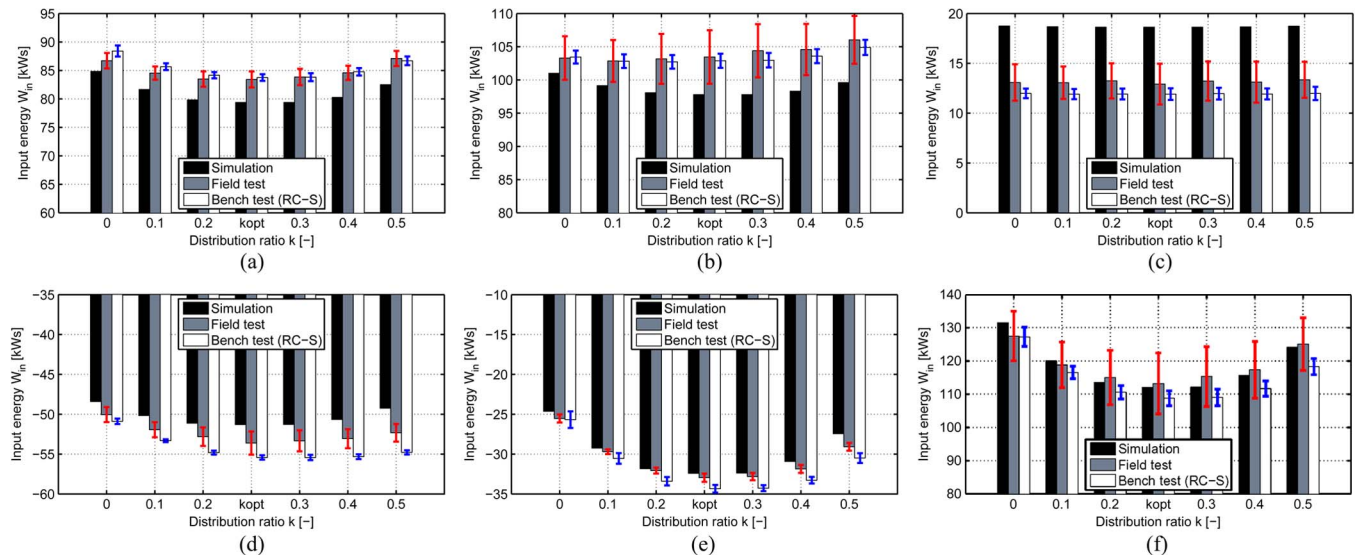 Input energy W_in [kWs]
95
90
85
80
75
70
65
60
Simulation
Field test
Bench test (RC−S)
0 0.1 0.2 kopt 0.3 0.4 0.5
Distribution ratio k [−]
(a)
Input energy W_in [kWs]
110
105
100
95
90
85
80
Simulation
Field test
Bench test (RC−S)
0 0.1 0.2 kopt 0.3 0.4 0.5
Distribution ratio k [−]
(b)
Input energy W_in [kWs]
20
15
10
5
0
Simulation
Field test
Bench test (RC−S)
0 0.1 0.2 kopt 0.3 0.4 0.5
Distribution ratio k [−]
(c)
Input energy W_in [kWs]
−35
−40
−45
−50
−55
−60
Simulation
Field test
Bench test (RC−S)
0 0.1 0.2 kopt 0.3 0.4 0.5
Distribution ratio k [−]
(d)
Input energy W_in [kWs]
−10
−15
−20
−25
−30
−35
Simulation
Field test
Bench test (RC−S)
0 0.1 0.2 kopt 0.3 0.4 0.5
Distribution ratio k [−]
(e)
Input energy W_in [kWs]
140
130
120
110
100
90
80
Simulation
Field test
Bench test (RC−S)
0 0.1 0.2 kopt 0.3 0.4 0.5
Distribution ratio k [−]
(f)